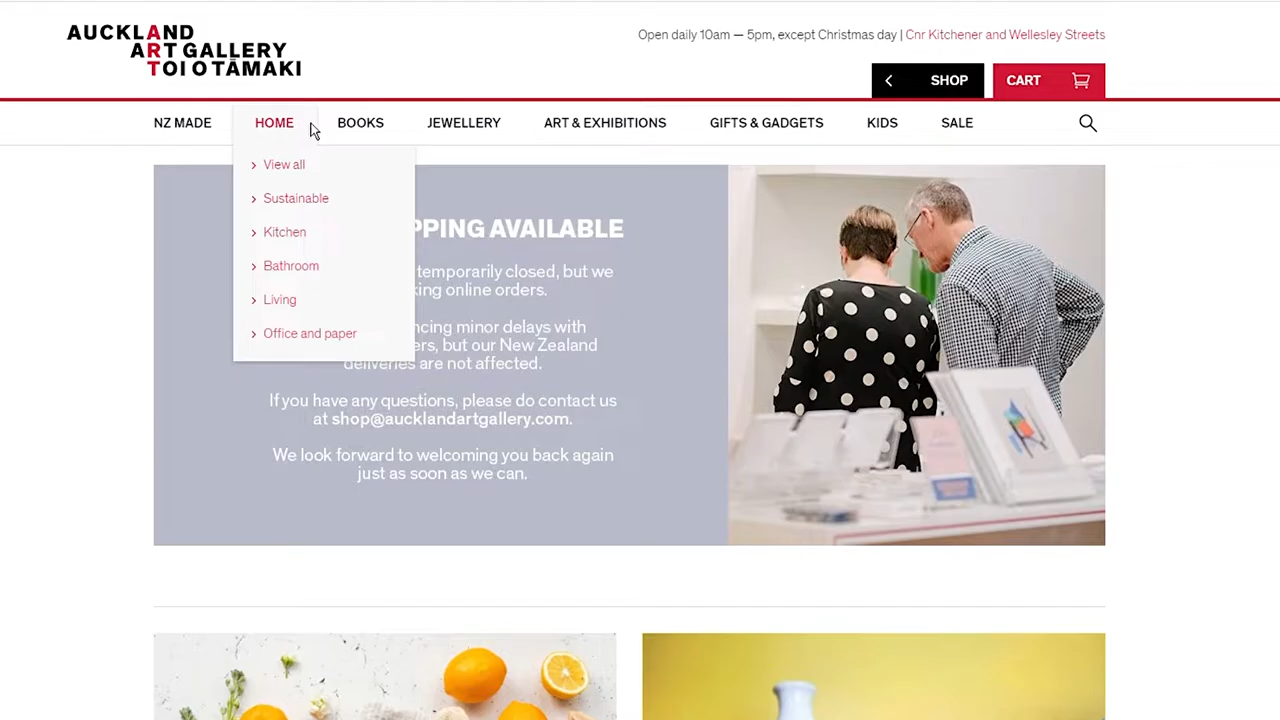 AUCKLAND
ART GALLERY
TOI O TĀMAKI
Open daily 10am — 5pm, except Christmas day | Cnr Kitchener and Wellesley Streets
SHOP
CART
NZ MADE
HOME
BOOKS
JEWELLERY
ART & EXHIBITIONS
GIFTS & GADGETS
KIDS
SALE
View all
Sustainable
Kitchen
Bathroom
Living
Office and paper
PPING AVAILABLE
temporarily closed, but we
king online orders.
ncing minor delays with
ers, but our New Zealand
deliveries are not affected.
If you have any questions, please do contact us
at shop@aucklandartgallery.com.
We look forward to welcoming you back again
just as soon as we can.